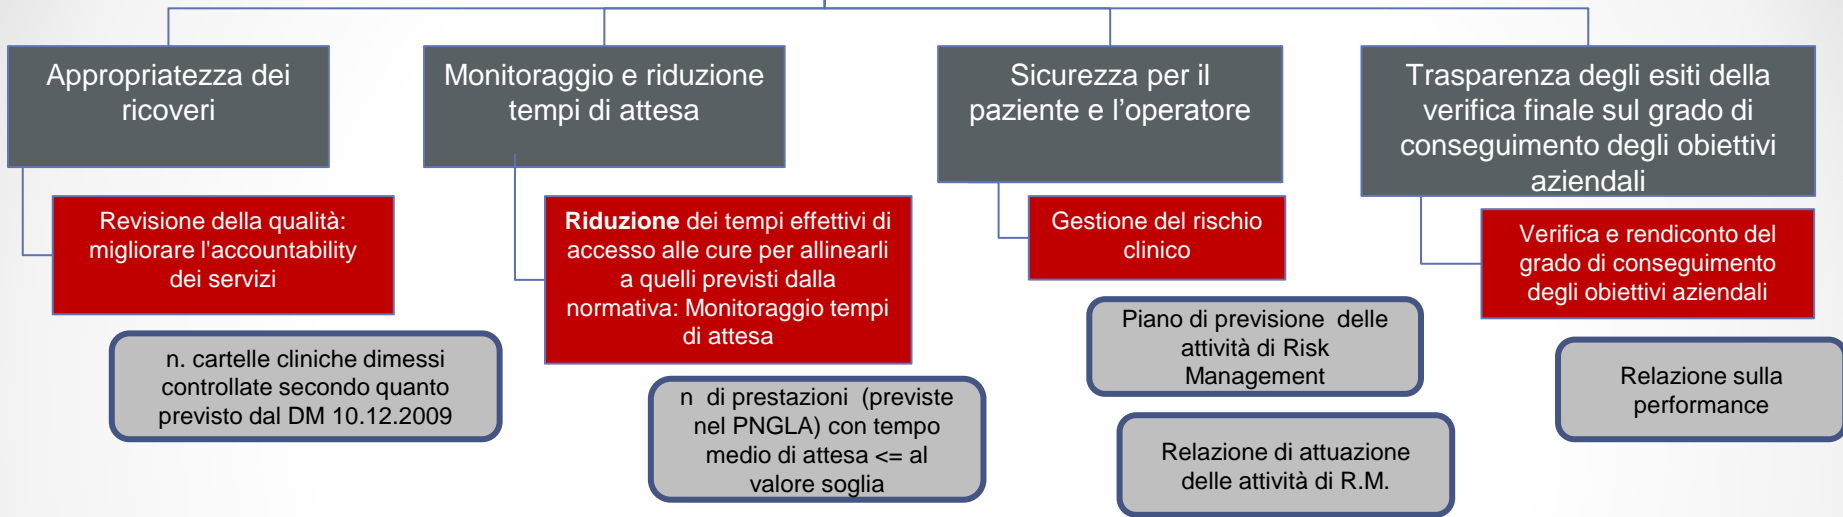 Appropriatezza dei
ricoveri
Revisione della qualità:
migliorare l'accountability
dei servizi
n. cartelle cliniche dimessi
controllate secondo quanto
previsto dal DM 10.12.2009
Monitoraggio e riduzione
tempi di attesa
Riduzione dei tempi effettivi di
accesso alle cure per allinearli
a quelli previsti dalla
normativa: Monitoraggio tempi
di attesa
n di prestazioni (previste
nel PNGLA) con tempo
medio di attesa <= al
valore soglia
Sicurezza per il
paziente e l’operatore
Gestione del rischio
clinico
Piano di previsione delle
attività di Risk
Management
Relazione di attuazione
delle attività di R.M.
Trasparenza degli esiti della
verifica finale sul grado di
conseguimento degli obiettivi
aziendali
Verifica e rendiconto del
grado di conseguimento
degli obiettivi aziendali
Relazione sulla
performance